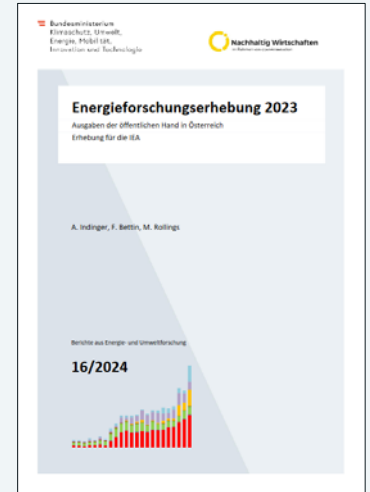 Bundesministerium
Klimaschutz, Umwelt,
Energie, Mobilität,
Innovation und Technologie
Nachhaltig Wirtschaften
Energieforschungserhebung 2023
Ausgaben der öffentlichen Hand in Österreich
Erhebung für die IEA
A. Indinger, F. Bettin, M. Rollings
Berichte aus Energie- und Umweltforschung
16/2024